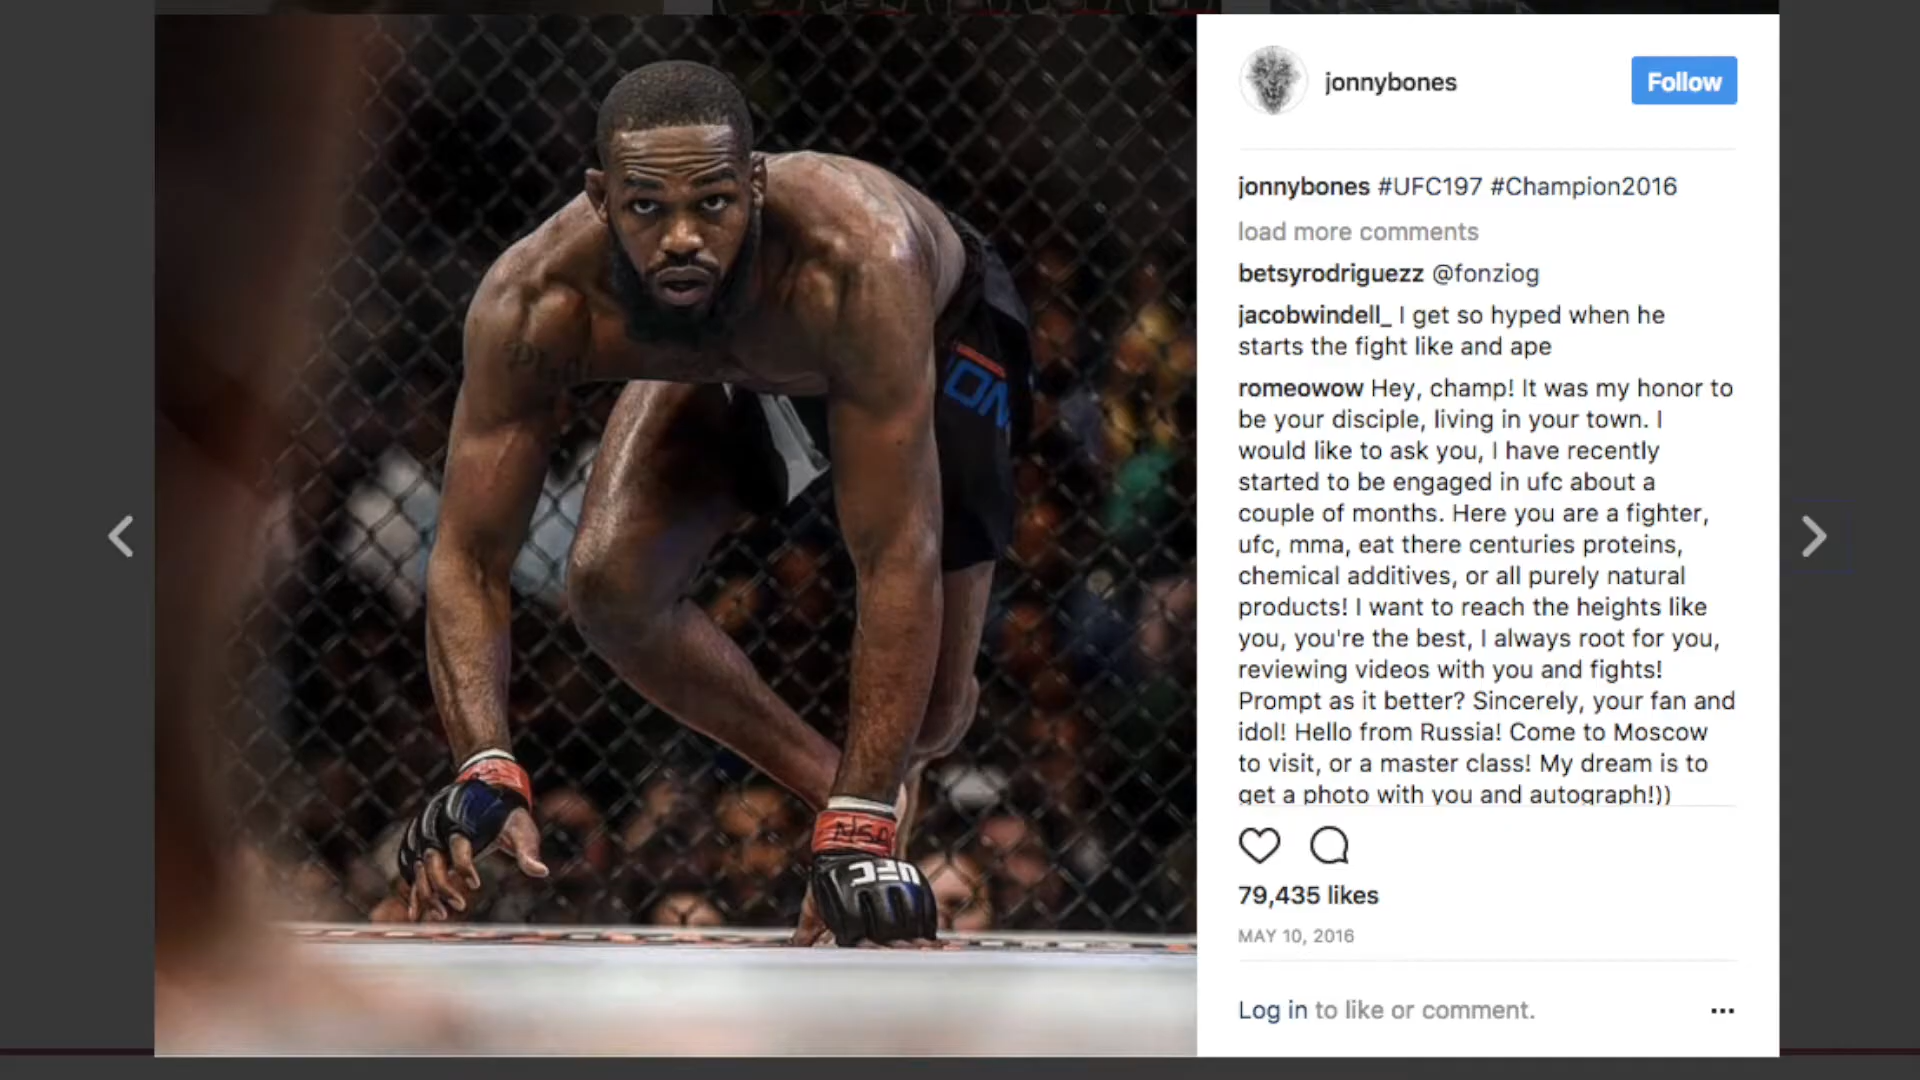 jonnybones
Follow
jonnybones #UFC197 #Champion2016
load more comments
betsyrodriguezz @fonziog
jacobwindell_ I get so hyped when he
starts the fight like and ape
romeowow Hey, champ! It was my honor to
be your disciple, living in your town. I
would like to ask you, I have recently
started to be engaged in ufc about a
couple of months. Here you are a fighter,
ufc, mma, eat there centuries proteins,
chemical additives, or all purely natural
products! I want to reach the heights like
you, you're the best, I always root for you,
reviewing videos with you and fights!
Prompt as it better? Sincerely, your fan and
idol! Hello from Russia! Come to Moscow
to visit, or a master class! My dream is to
get a photo with you and autograph!))
79,435 likes
MAY 10, 2016
Log in to like or comment.
ON
UFC